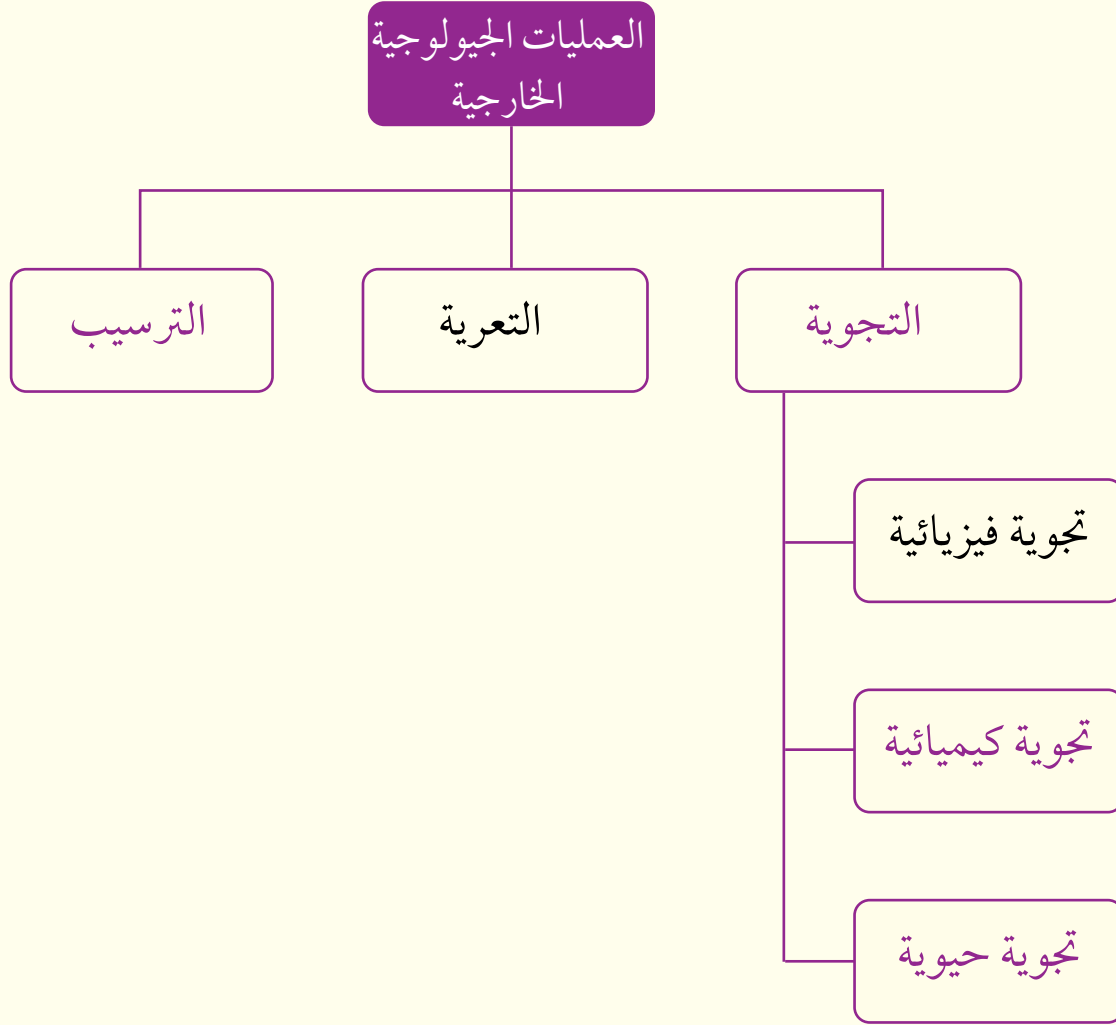 العمليات الجيولوجية
الخارجية
التجوية
التعرية
الترسيب
تجوية فيزيائية
تجوية كيميائية
تجوية حيوية